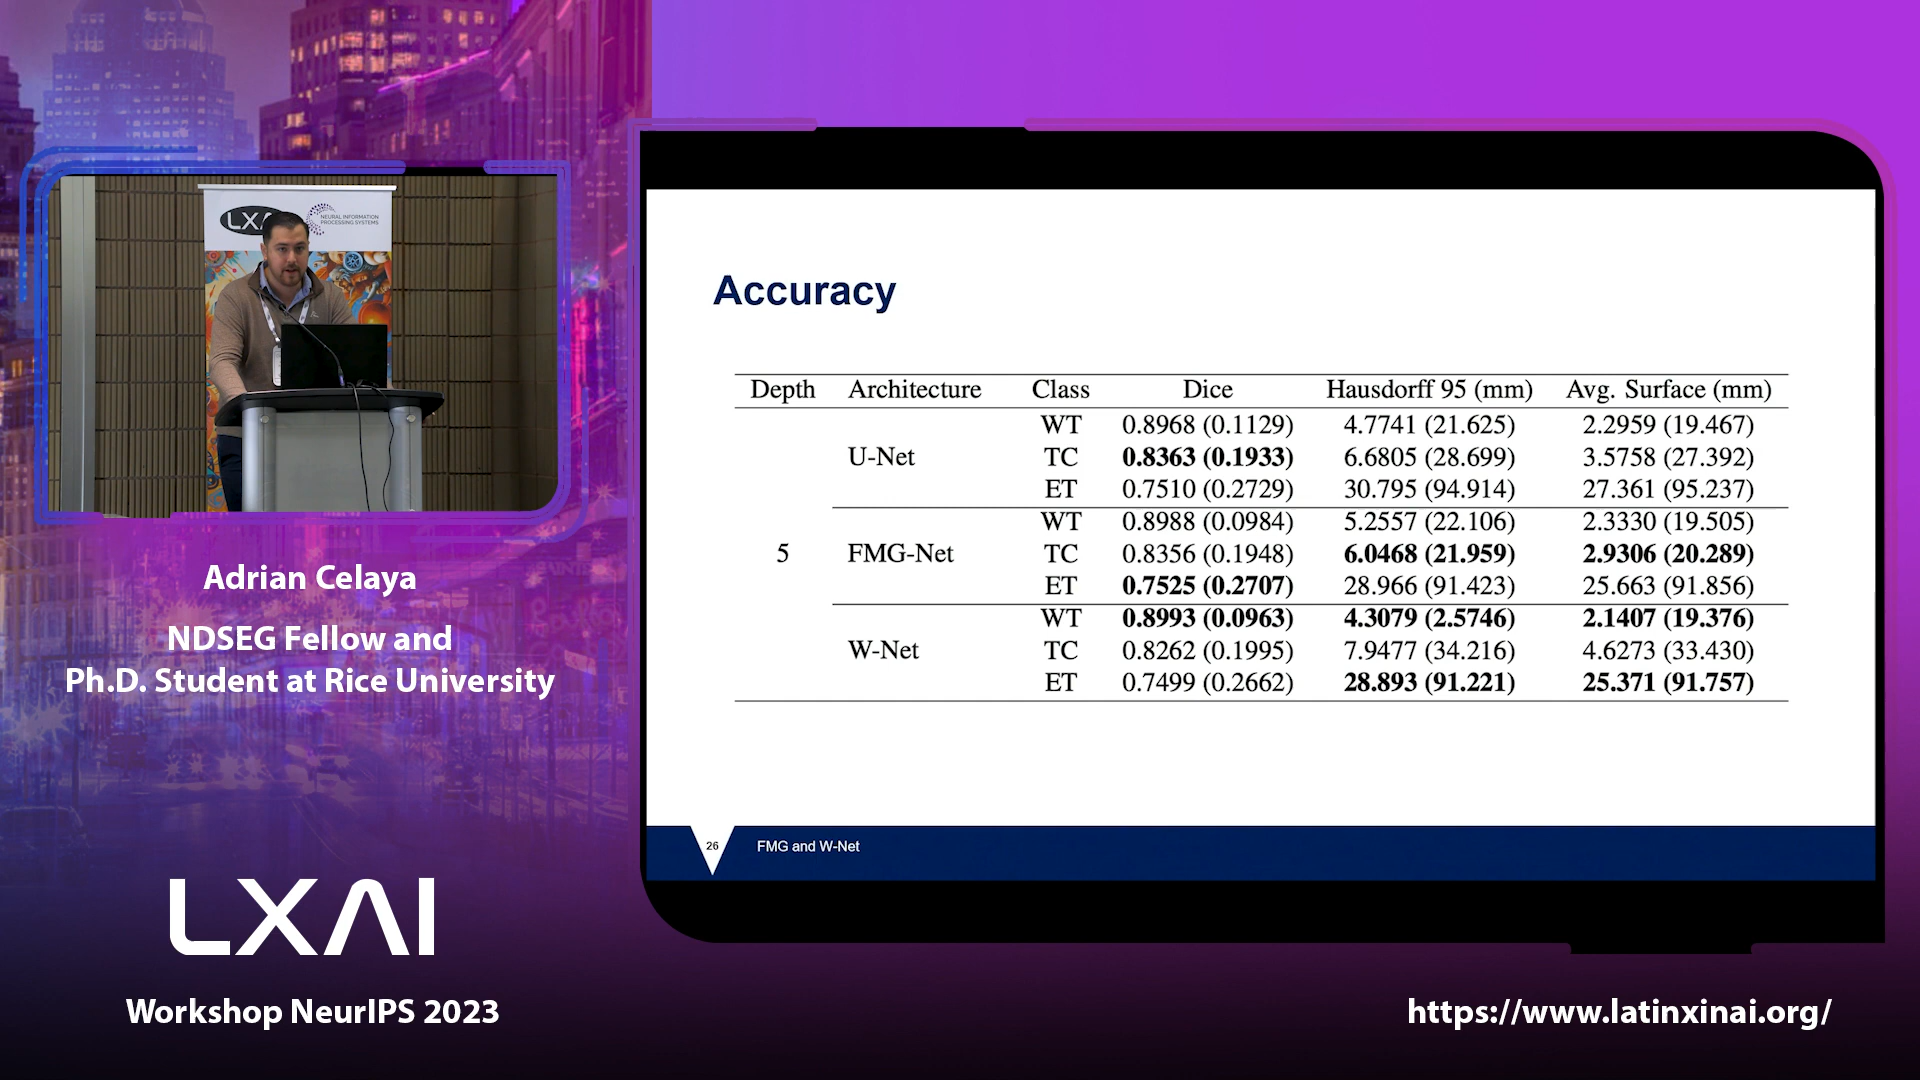 LXA
NEURAL INFORMATION
PROCESSING SYSTEMS
Adrian Celaya
NDSEG Fellow and
Ph.D. Student at Rice University
LXAI
Workshop NeurIPS 2023
Accuracy
Depth Architecture Class Dice Hausdorff 95 (mm) Avg. Surface (mm)
WT 0.8968 (0.1129) 4.7741 (21.625) 2.2959 (19.467)
U-Net TC 0.8363 (0.1933) 6.6805 (28.699) 3.5758 (27.392)
ET 0.7510 (0.2729) 30.795 (94.914) 27.361 (95.237)
WT 0.8988 (0.0984) 5.2557 (22.106) 2.3330 (19.505)
5 FMG-Net TC 0.8356 (0.1948) 6.0468 (21.959) 2.9306 (20.289)
ET 0.7525 (0.2707) 28.966 (91.423) 25.663 (91.856)
WT 0.8993 (0.0963) 4.3079 (2.5746) 2.1407 (19.376)
W-Net TC 0.8262 (0.1995) 7.9477 (34.216) 4.6273 (33.430)
ET 0.7499 (0.2662) 28.893 (91.221) 25.371 (91.757)
26 FMG and W-Net
https://www.latinxinai.org/